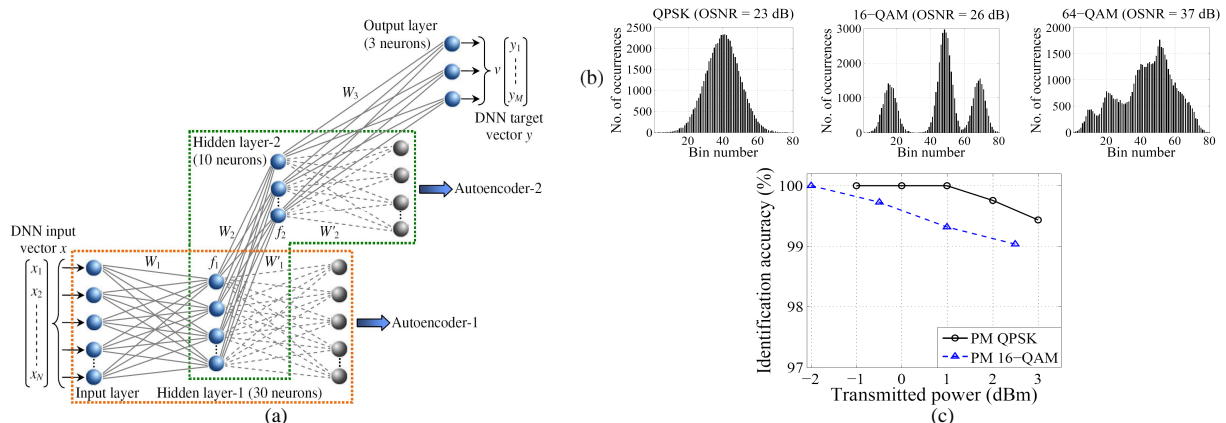 Output layer
(3 neurons)
v
y1
yM
DNN target
vector y
W3
Hidden layer-2
(10 neurons)
Autoencoder-2
W2
f2
W'2
DNN input
vector x
W1
f1
W'1
x1
x2
xN
Autoencoder-1
Input layer
Hidden layer-1 (30 neurons)
(a)
(b)
QPSK (OSNR = 23 dB)
No. of occurrences
2500
2000
1500
1000
500
0
20 40 60 80
Bin number
16−QAM (OSNR = 26 dB)
No. of occurrences
3000
2000
1000
0
20 40 60 80
Bin number
64−QAM (OSNR = 37 dB)
No. of occurrences
2000
1500
1000
500
0
20 40 60 80
Bin number
Identification accuracy (%)
100
99
98
97
−2 −1 0 1 2 3
PM QPSK
PM 16−QAM
Transmitted power (dBm)
(c)